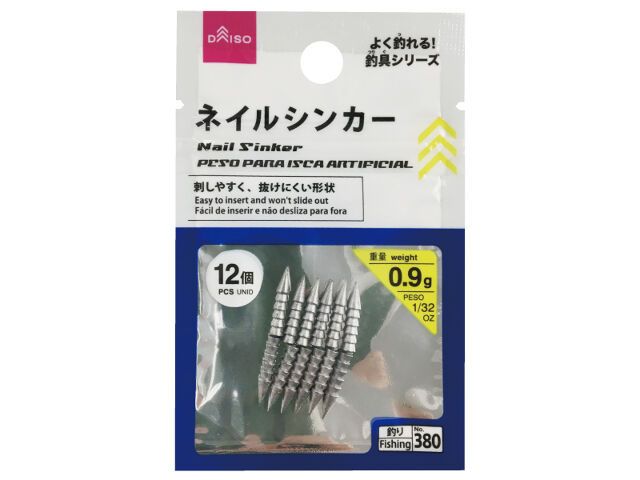 DAISO
よく釣れる!
釣具シリーズ
ネイルシンカー
Nail Sinker
PESO PARA ISCA ARTIFICIAL
刺しやすく、抜けにくい形状
Easy to insert and won't slide out
Fácil de inserir e não desliza para fora
重量 weight
0.9g
PESO
1/32
OZ
12個
PCS UNID
釣り
Fishing
No.
380